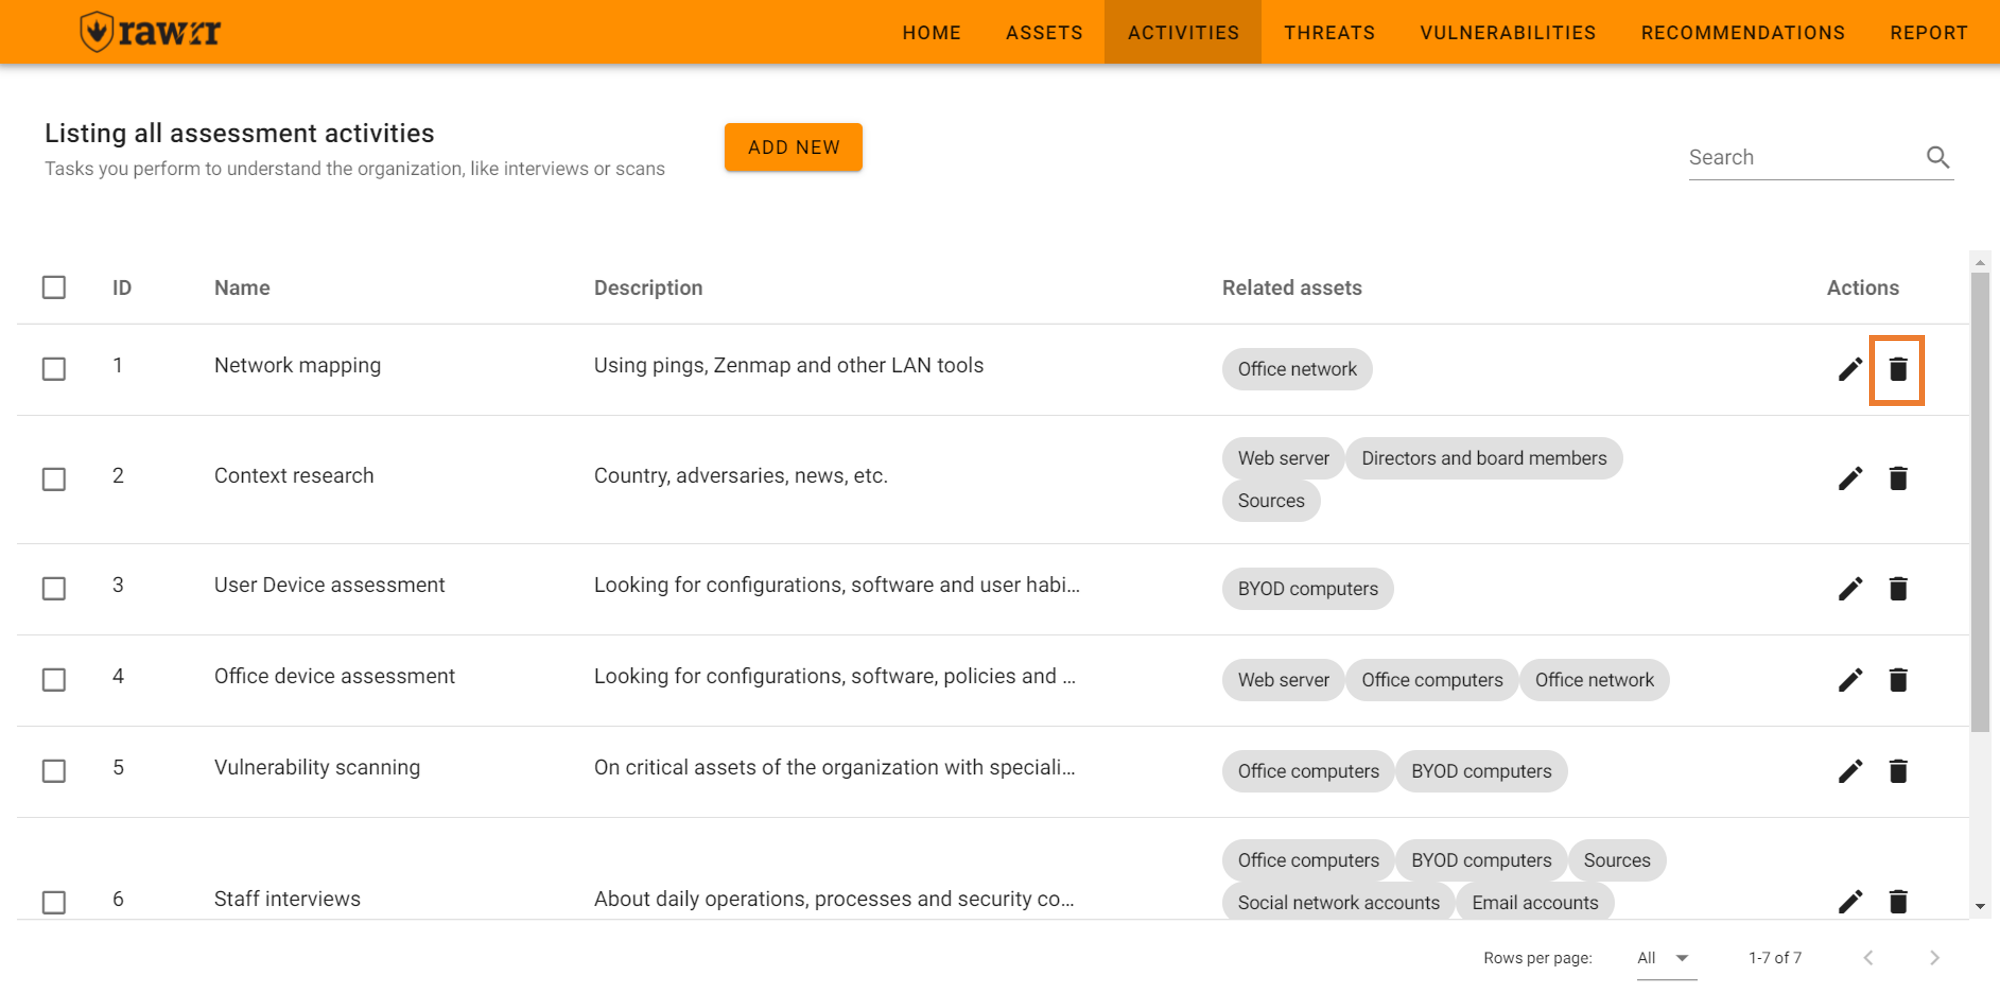 rawrr
HOME ASSETS ACTIVITIES THREATS VULNERABILITIES RECOMMENDATIONS REPORT
Listing all assessment activities
Tasks you perform to understand the organization, like interviews or scans
ADD NEW
Search
ID Name Description Related assets Actions
1 Network mapping Using pings, Zenmap and other LAN tools Office network
2 Context research Country, adversaries, news, etc. Web server Directors and board members
Sources
3 User Device assessment Looking for configurations, software and user habi... BYOD computers
4 Office device assessment Looking for configurations, software, policies and ... Web server Office computers Office network
5 Vulnerability scanning On critical assets of the organization with speciali... Office computers BYOD computers
Office computers BYOD computers Sources
6 Staff interviews About daily operations, processes and security co... Social network accounts Email accounts
Rows per page: All 1-7 of 7